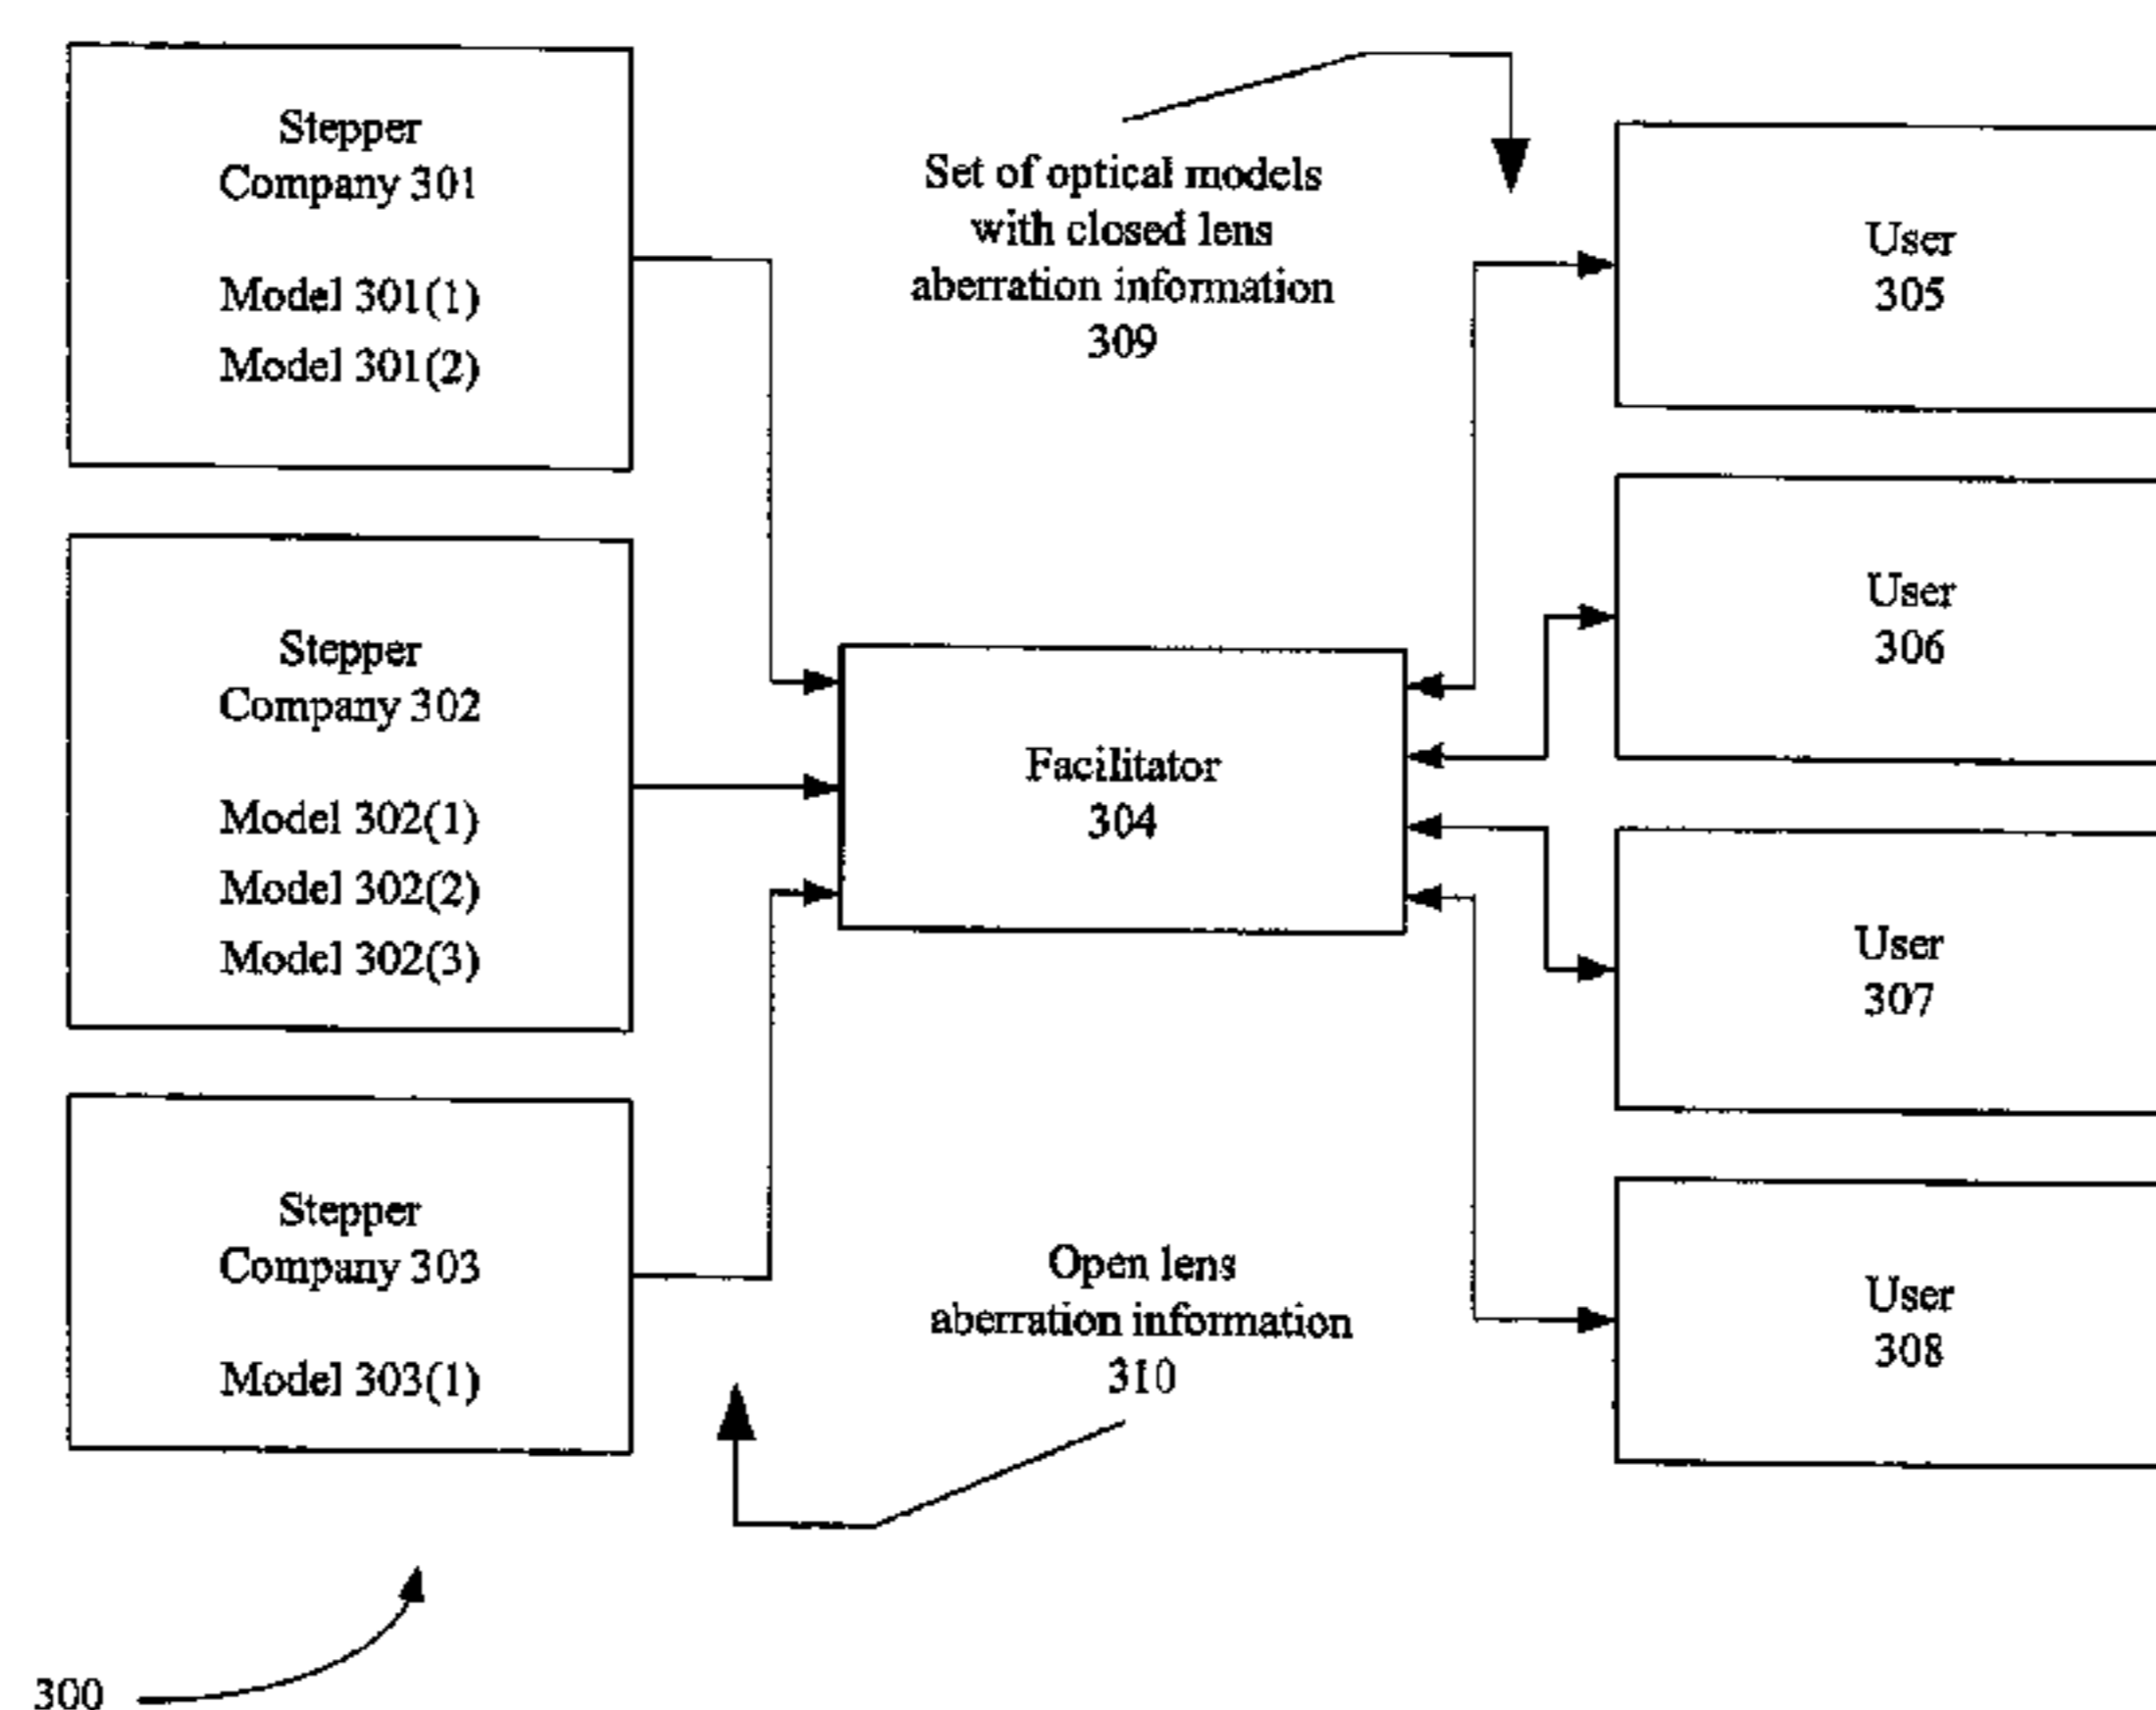 Stepper
Company 301
Model 301(1)
Model 301(2)
Stepper
Company 302
Model 302(1)
Model 302(2)
Model 302(3)
Stepper
Company 303
Model 303(1)
Set of optical models
with closed lens
aberration information
309
Facilitator
304
Open lens
aberration information
310
User
305
User
306
User
307
User
308
300